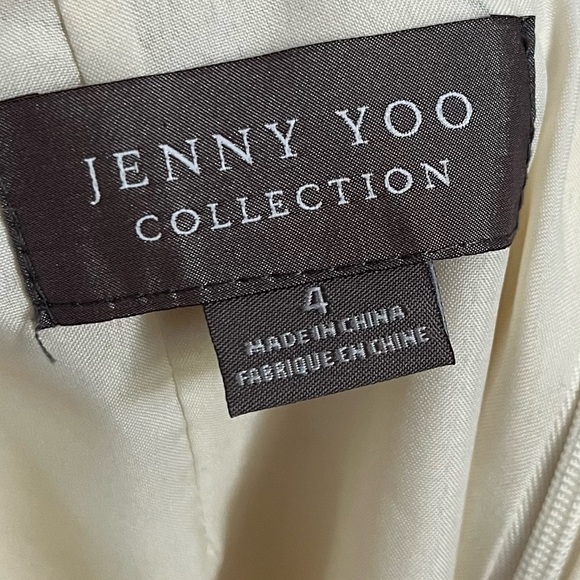 JENNY YOO
COLLECTION
4
MADE IN CHINA
FABRIQUE EN CHINE